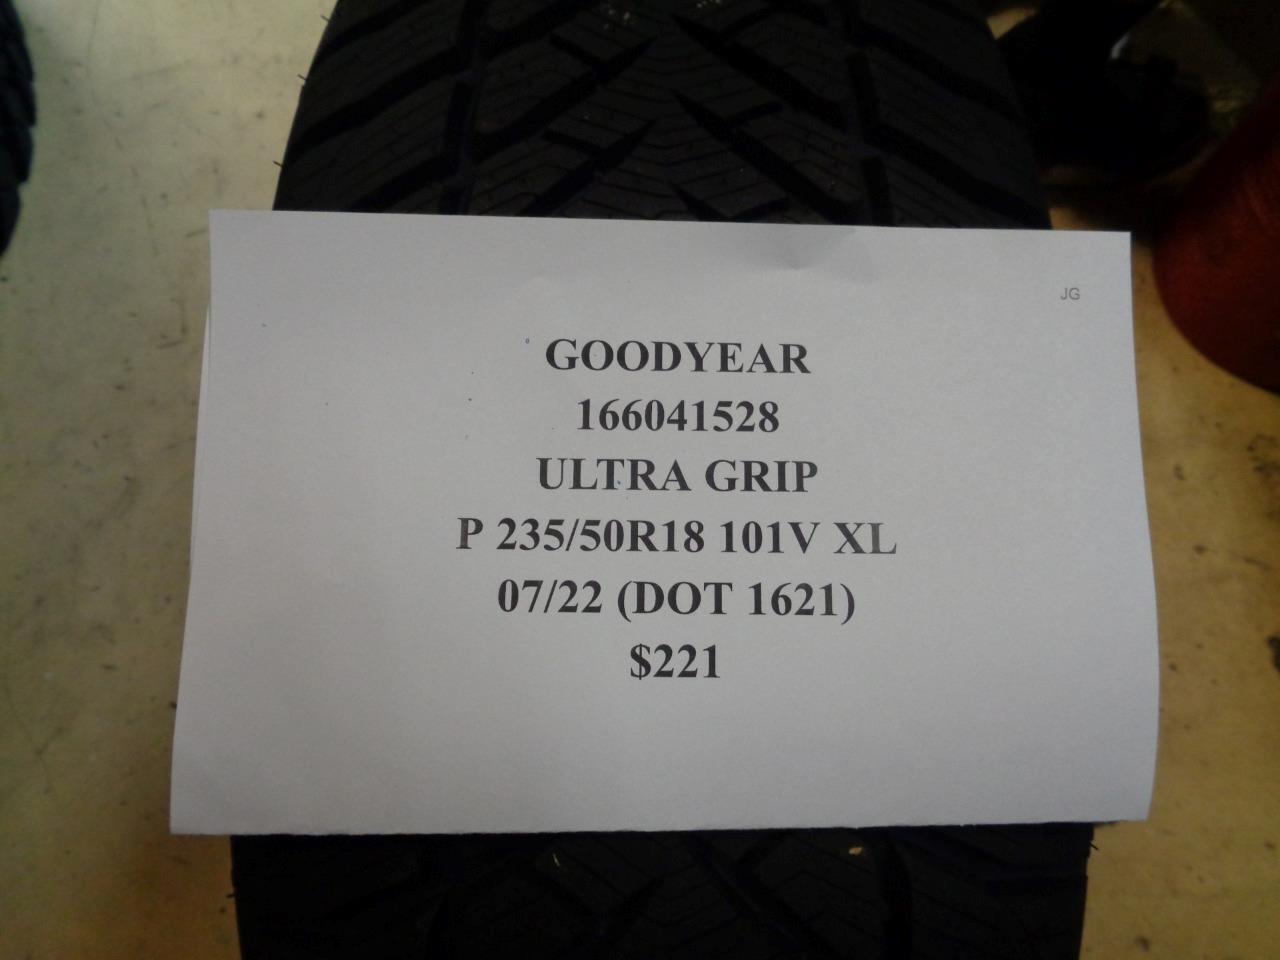 JG
GOODYEAR
166041528
ULTRA GRIP
P 235/50R18 101V XL
07/22 (DOT 1621)
$221